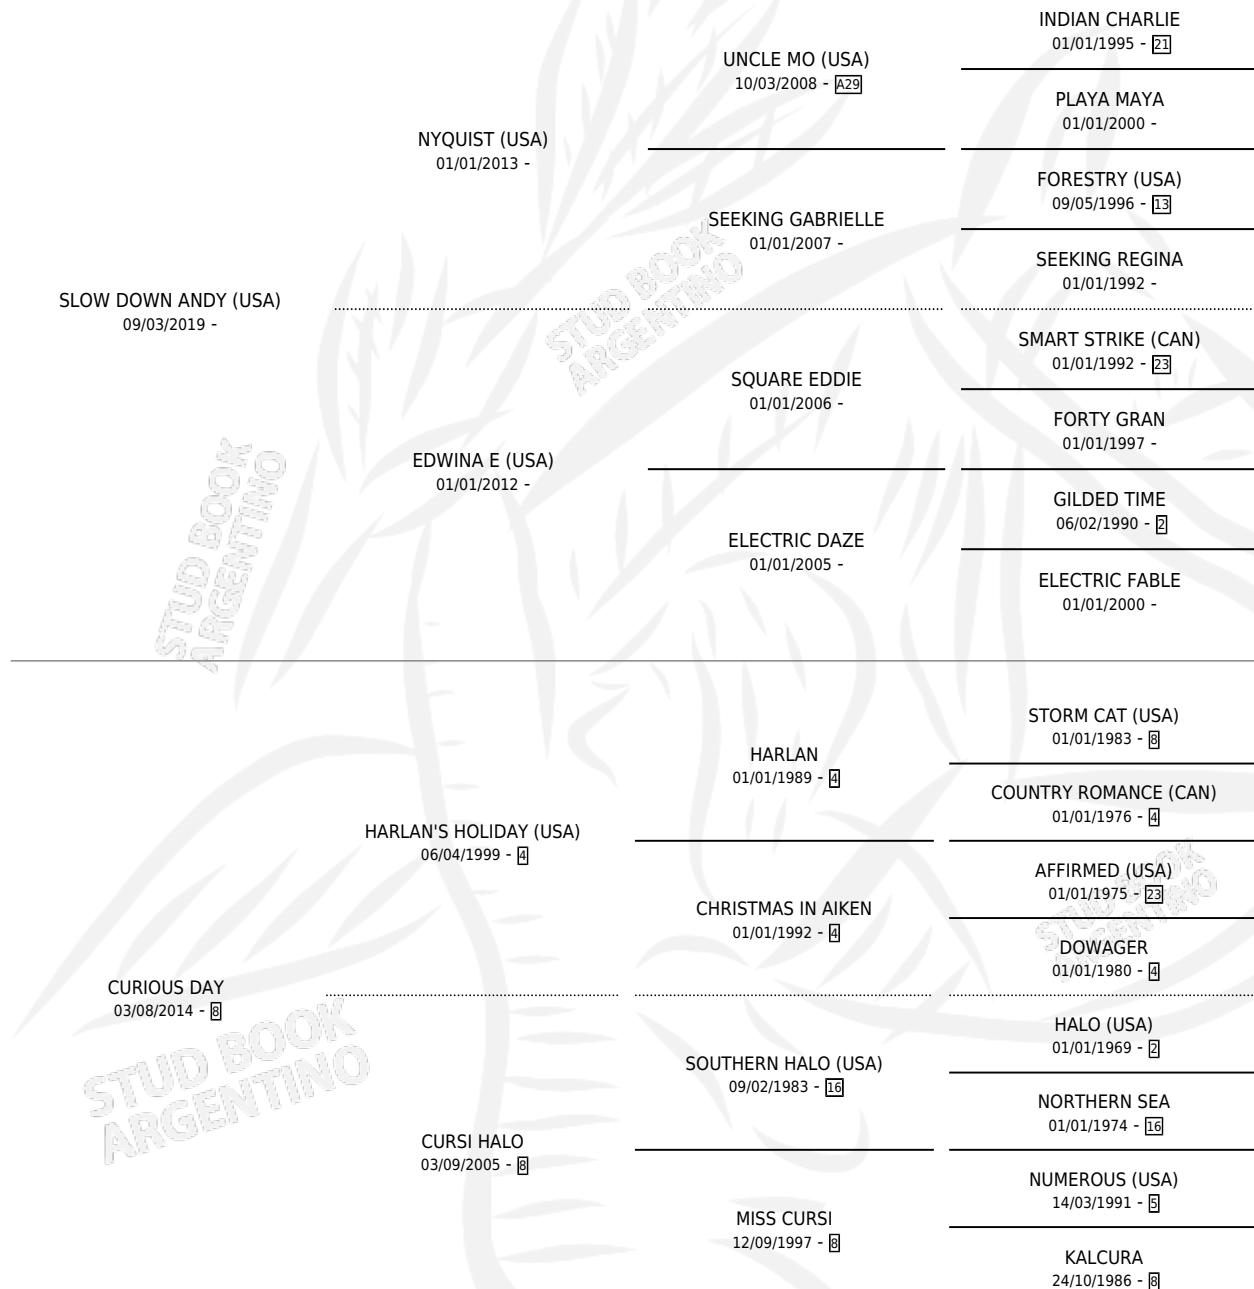 INDIAN CHARLIE
01/01/1995 - 21
UNCLE MO (USA)
10/03/2008 - A29
PLAYA MAYA
01/01/2000 -
NYQUIST (USA)
01/01/2013 -
FORESTRY (USA)
09/05/1996 - 13
SEEKING GABRIELLE
01/01/2007 -
SEEKING REGINA
01/01/1992 -
SLOW DOWN ANDY (USA)
09/03/2019 -
STUD BOOK
ARGENTINO
SMART STRIKE (CAN)
01/01/1992 - 23
SQUARE EDDIE
01/01/2006 -
FORTY GRAN
01/01/1997 -
EDWINA E (USA)
01/01/2012 -
GILDED TIME
06/02/1990 - 2
ELECTRIC DAZE
01/01/2005 -
ELECTRIC FABLE
01/01/2000 -
STUD BOOK
ARGENTINO
STORM CAT (USA)
01/01/1983 - 8
HARLAN
01/01/1989 - 4
COUNTRY ROMANCE (CAN)
01/01/1976 - 4
HARLAN'S HOLIDAY (USA)
06/04/1999 - 4
AFFIRMED (USA)
01/01/1975 - 23
STUD BOOK
ARGENTINO
CHRISTMAS IN AIKEN
01/01/1992 - 4
DOWAGER
01/01/1980 - 4
CURIOUS DAY
03/08/2014 - 8
STUD BOOK
ARGENTINO
HALO (USA)
01/01/1969 - 2
SOUTHERN HALO (USA)
09/02/1983 - 16
NORTHERN SEA
01/01/1974 - 16
CURSI HALO
03/09/2005 - 8
NUMEROUS (USA)
14/03/1991 - 5
MISS CURSI
12/09/1997 - 8
KALCURA
24/10/1986 - 8